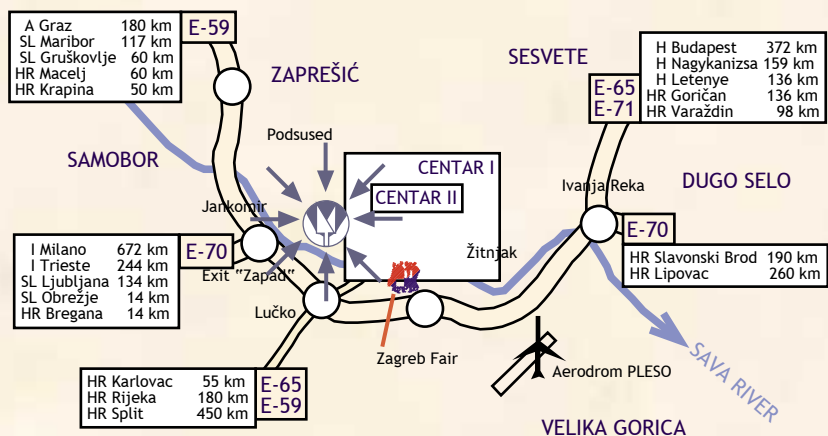 A Graz 180 km
SL Maribor 117 km
SL Gruškovlje 60 km
HR Macelj 60 km
HR Krapina 50 km
E-59
ZAPREŠIĆ
SESVETE
H Budapest 372 km
H Nagykanizsa 159 km
H Letenye 136 km
HR Goričan 136 km
HR Varaždin 98 km
E-65
E-71
Podsused
SAMOBOR
CENTAR I
CENTAR II
Ivanja Reka
DUGO SELO
Jankomir
E-70
I Milano 672 km
I Trieste 244 km
SL Ljubljana 134 km
SL Obrežje 14 km
HR Bregana 14 km
E-70
Exit "Zapad"
Žitnjak
HR Slavonski Brod 190 km
HR Lipovac 260 km
Lučko
Zagreb Fair
Aerodrom PLESO
SAVA RIVER
HR Karlovac 55 km
HR Rijeka 180 km
HR Split 450 km
E-65
E-59
VELIKA GORICA